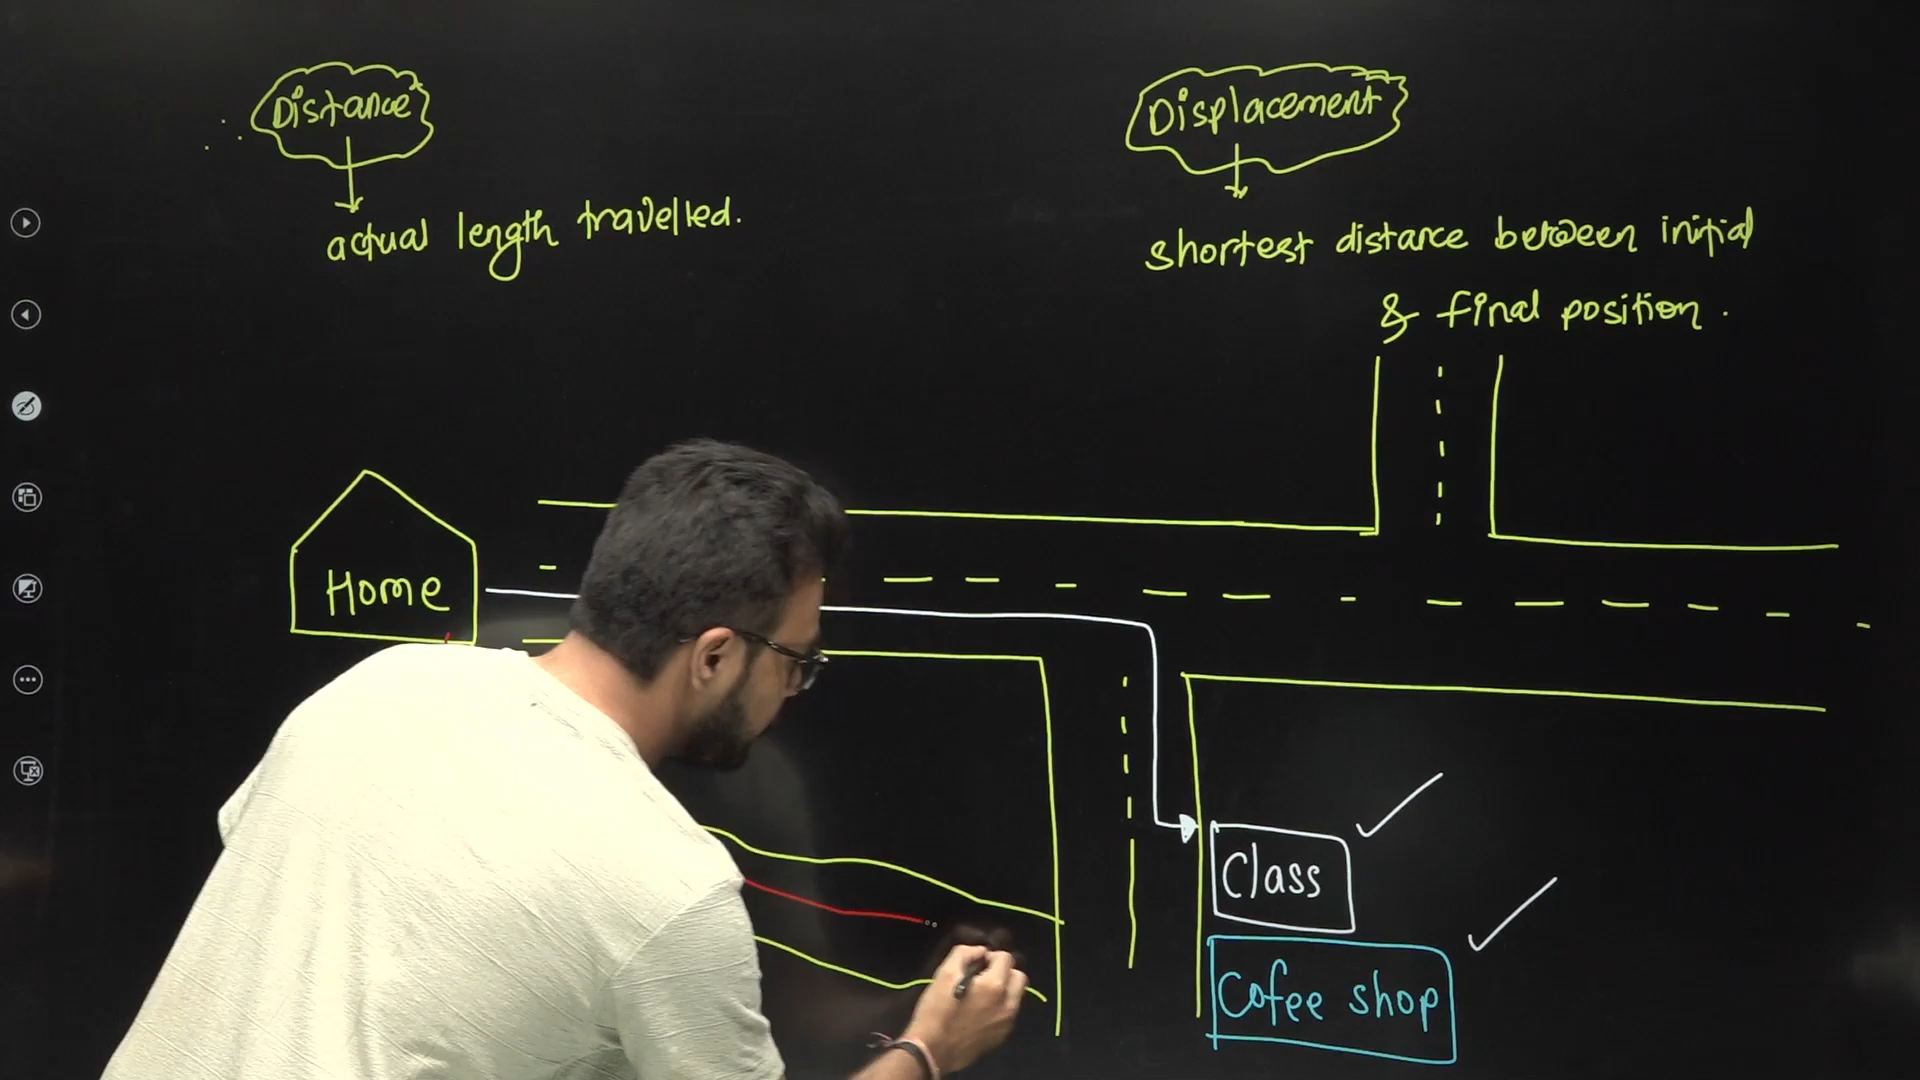 Distance
actual length travelled.
Displacement
shortest distance between initial
& final position.
Home
Class
Cofee shop